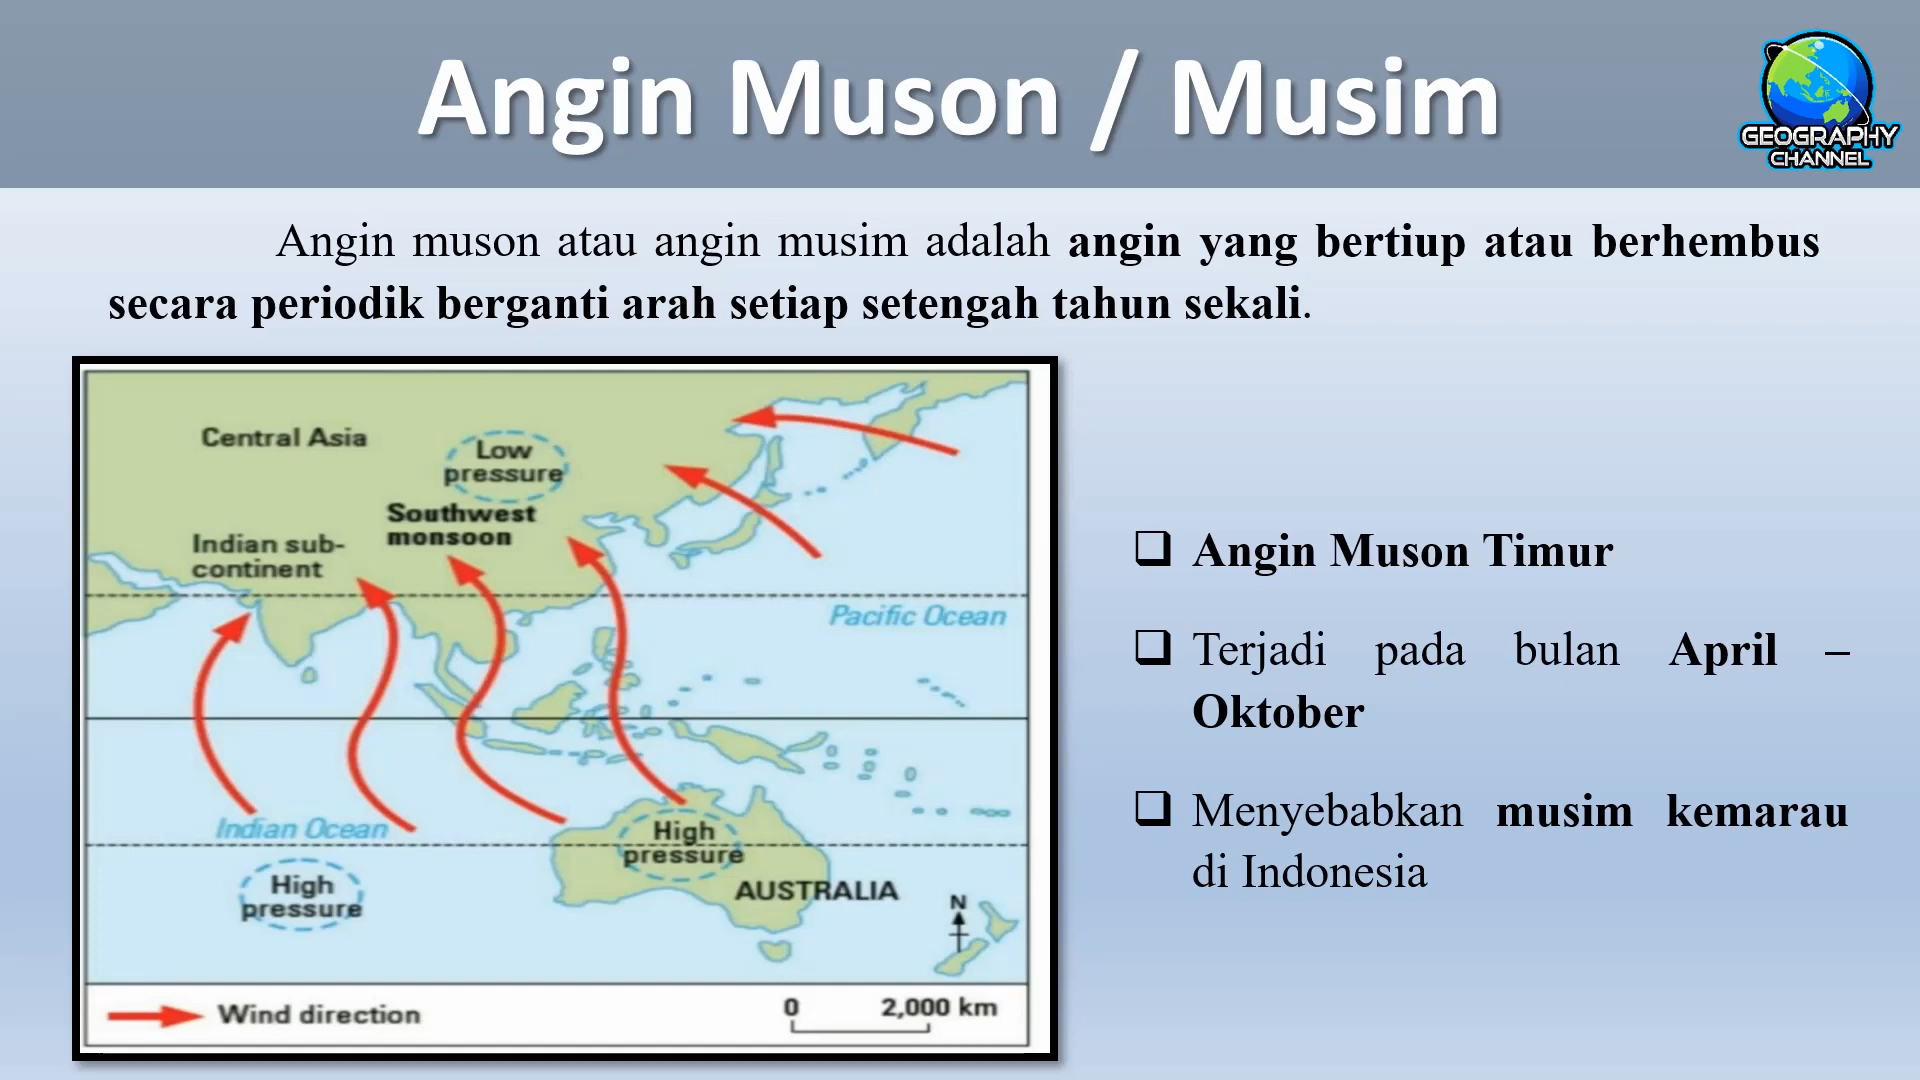 Angin Muson / Musim
GEOGRAPHY
CHANNEL
Angin muson atau angin musim adalah angin yang bertiup atau berhembus
secara periodik berganti arah setiap setengah tahun sekali.
Central Asia
Low
pressure
Southwest
monsoon
Indian sub-
continent
Pacific Ocean
Indian Ocean
High
pressure
High
pressure
AUSTRALIA
N
Wind direction
0 2,000 km
❑ Angin Muson Timur
❑ Terjadi pada bulan April –
Oktober
❑ Menyebabkan musim kemarau
di Indonesia